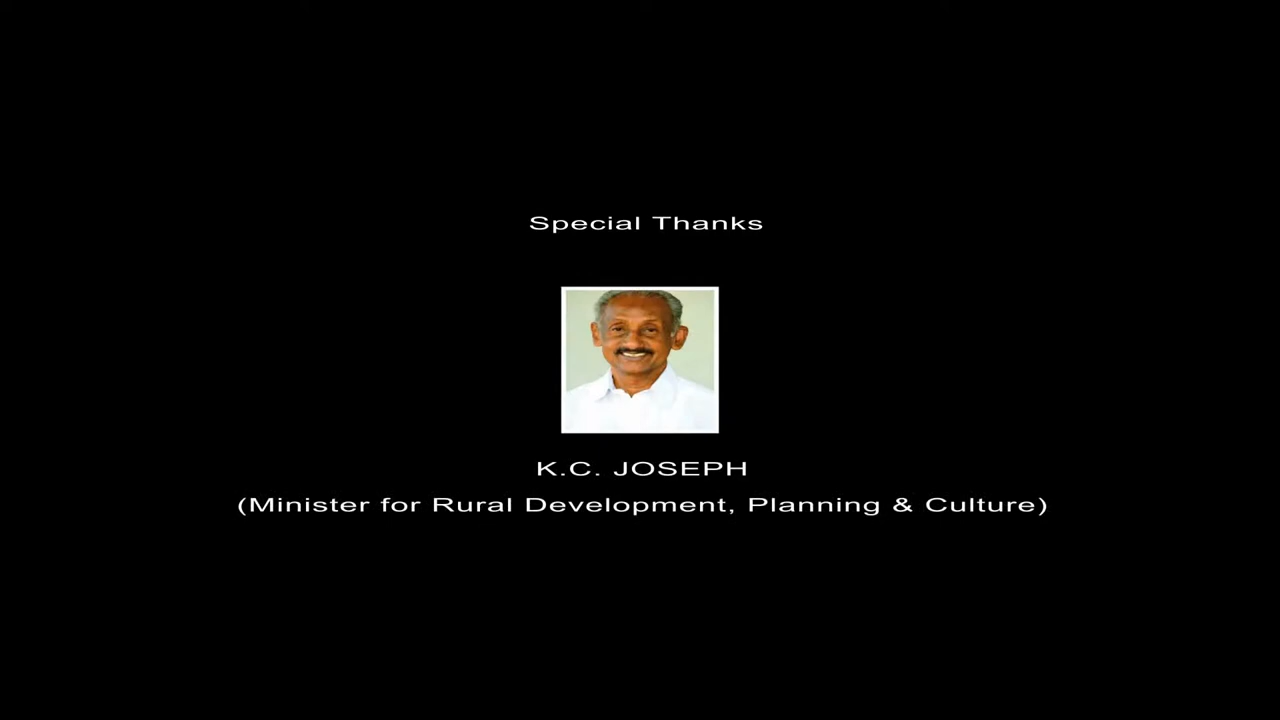 Special Thanks
K.C. JOSEPH
(Minister for Rural Development, Planning & Culture)